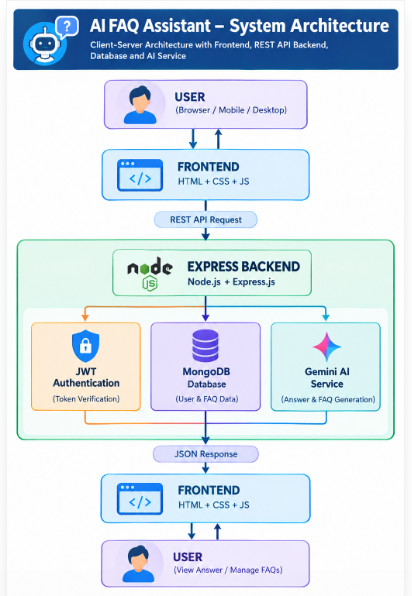 AI FAQ Assistant – System Architecture
Client-Server Architecture with Frontend, REST API Backend,
Database and AI Service
?
USER
(Browser / Mobile / Desktop)
</>
FRONTEND
HTML + CSS + JS
REST API Request
node
JS
EXPRESS BACKEND
Node.js + Express.js
JWT
Authentication
(Token Verification)
MongoDB
Database
(User & FAQ Data)
Gemini AI
Service
(Answer & FAQ Generation)
JSON Response
</>
FRONTEND
HTML + CSS + JS
USER
(View Answer / Manage FAQs)